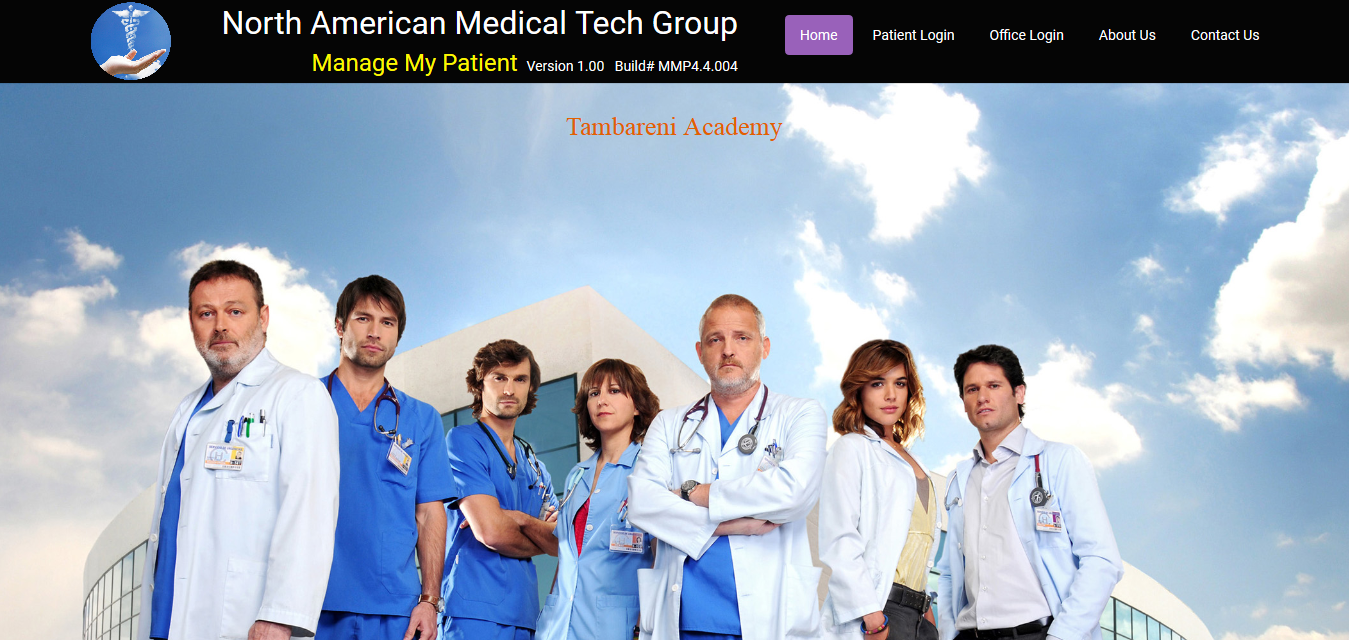 North American Medical Tech Group
Manage My Patient Version 1.00 Build# MMP4.4.004
Home Patient Login Office Login About Us Contact Us
Tambareni Academy